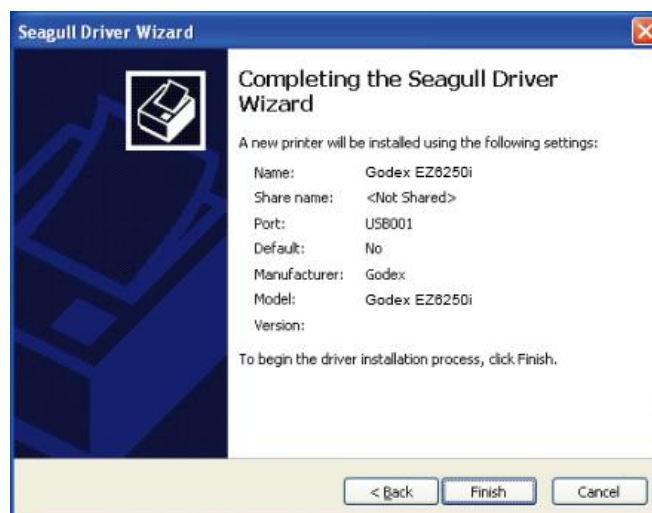 Seagull Driver Wizard
Completing the Seagull Driver
Wizard
A new printer will be installed using the following settings:
Name: Godex EZ6250i
Share name: <Not Shared>
Port: USB001
Default: No
Manufacturer: Godex
Model: Godex EZ6250i
Version:
To begin the driver installation process, click Finish.
< Back Finish Cancel